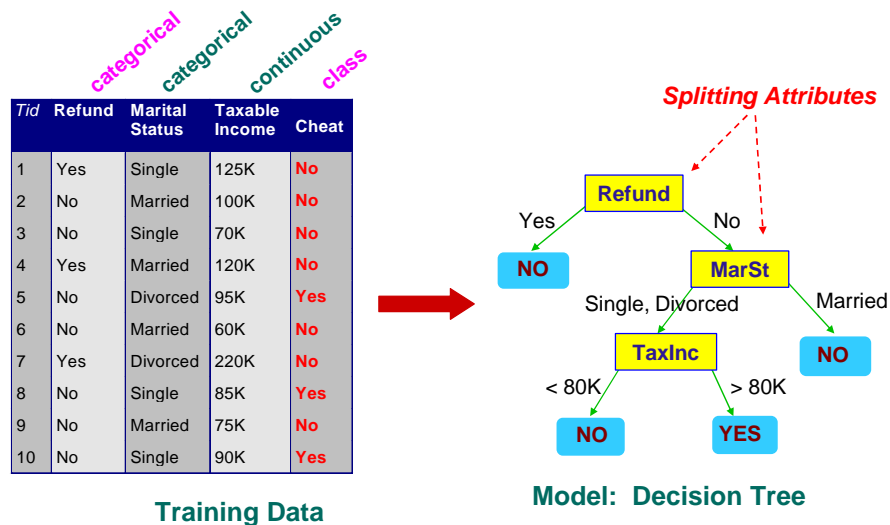 categorical
categorical
continuous
class
Tid Refund Marital Status Taxable Income Cheat
1 Yes Single 125K No
2 No Married 100K No
3 No Single 70K No
4 Yes Married 120K No
5 No Divorced 95K Yes
6 No Married 60K No
7 Yes Divorced 220K No
8 No Single 85K Yes
9 No Married 75K No
10 No Single 90K Yes
Training Data
Splitting Attributes
Refund
Yes No
NO MarSt
Single, Divorced Married
TaxInc NO
< 80K > 80K
NO YES
Model: Decision Tree